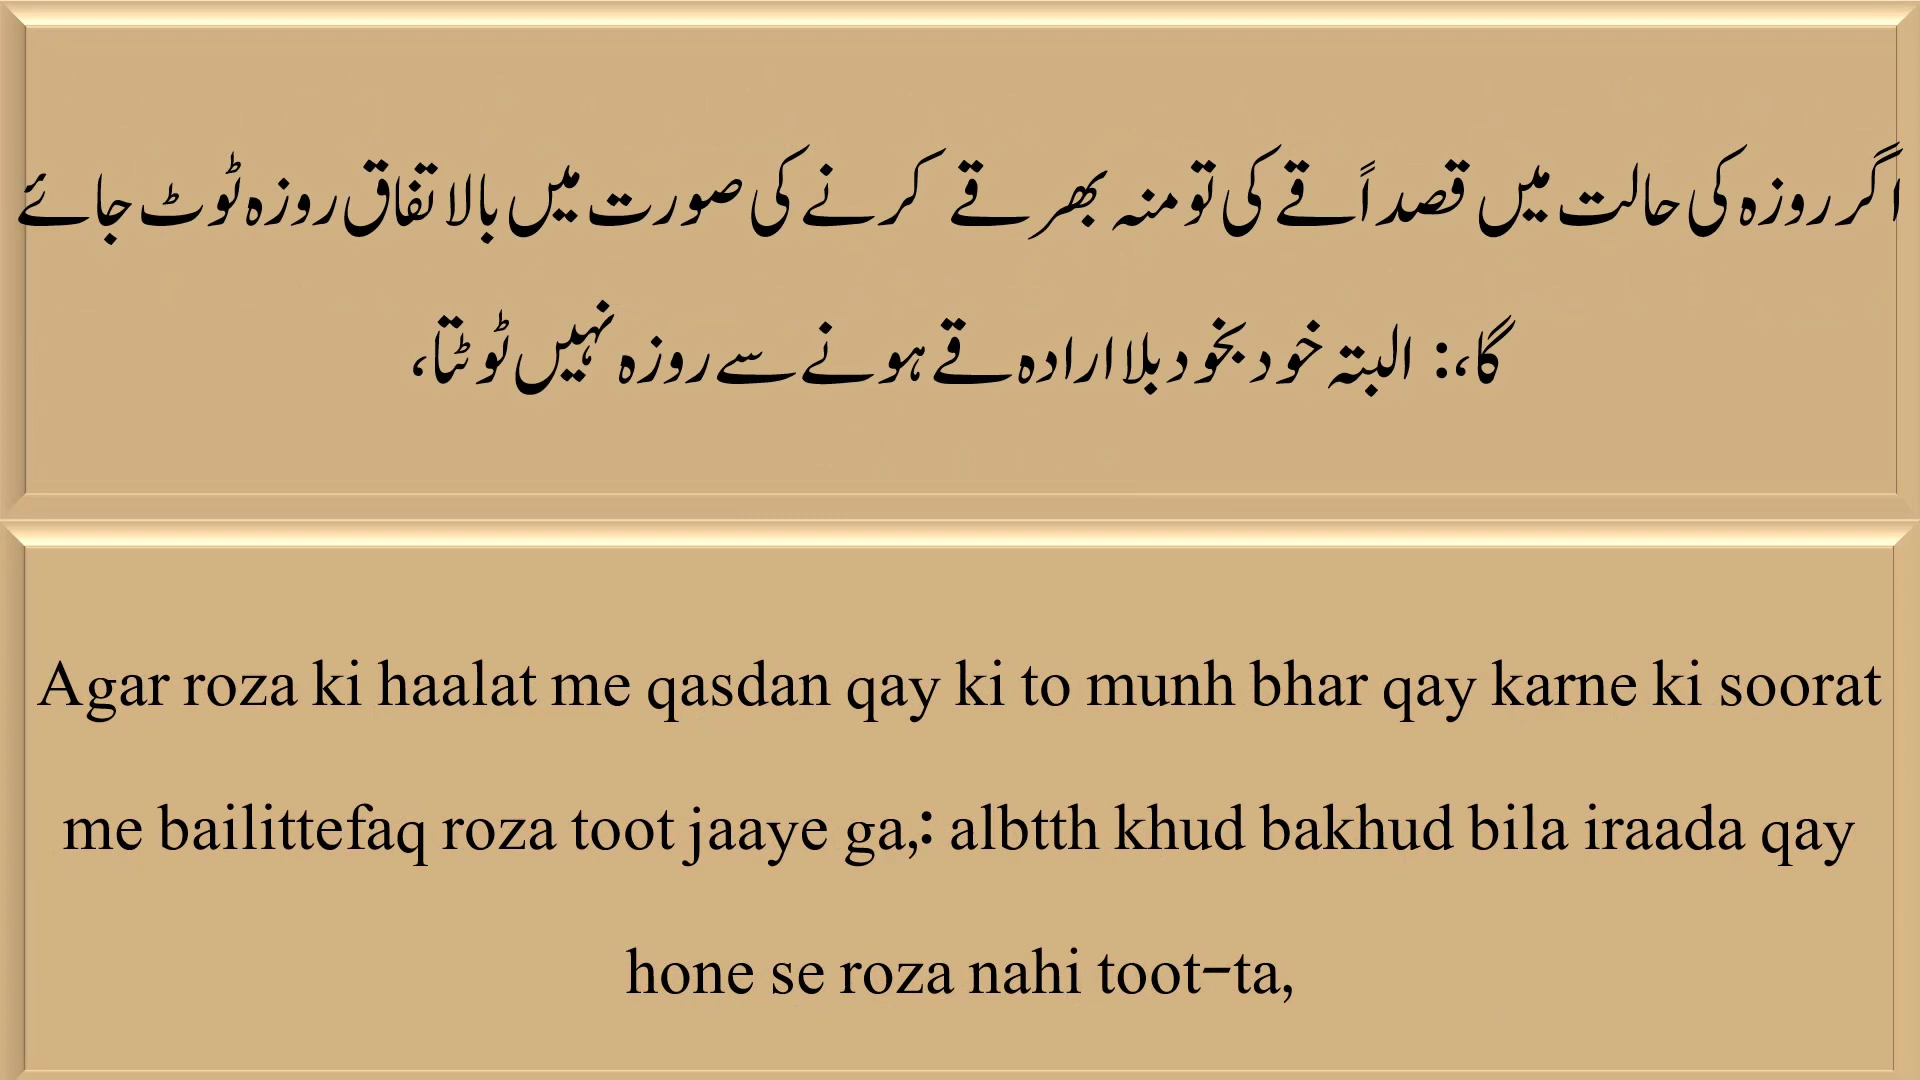 اگر روزہ کی حالت میں قصداً قے کی تو منہ بھر قے کرنے کی صورت میں بالاتفاق روزہ ٹوٹ جائے
گا،: البتہ خود بخود بلا ارادہ قے ہونے سے روزہ نہیں ٹوٹتا،
Agar roza ki haalat me qasdan qay ki to munh bhar qay karne ki soorat
me bailittefaq roza toot jaaye ga,: albtth khud bakhud bila iraada qay
hone se roza nahi toot-ta,